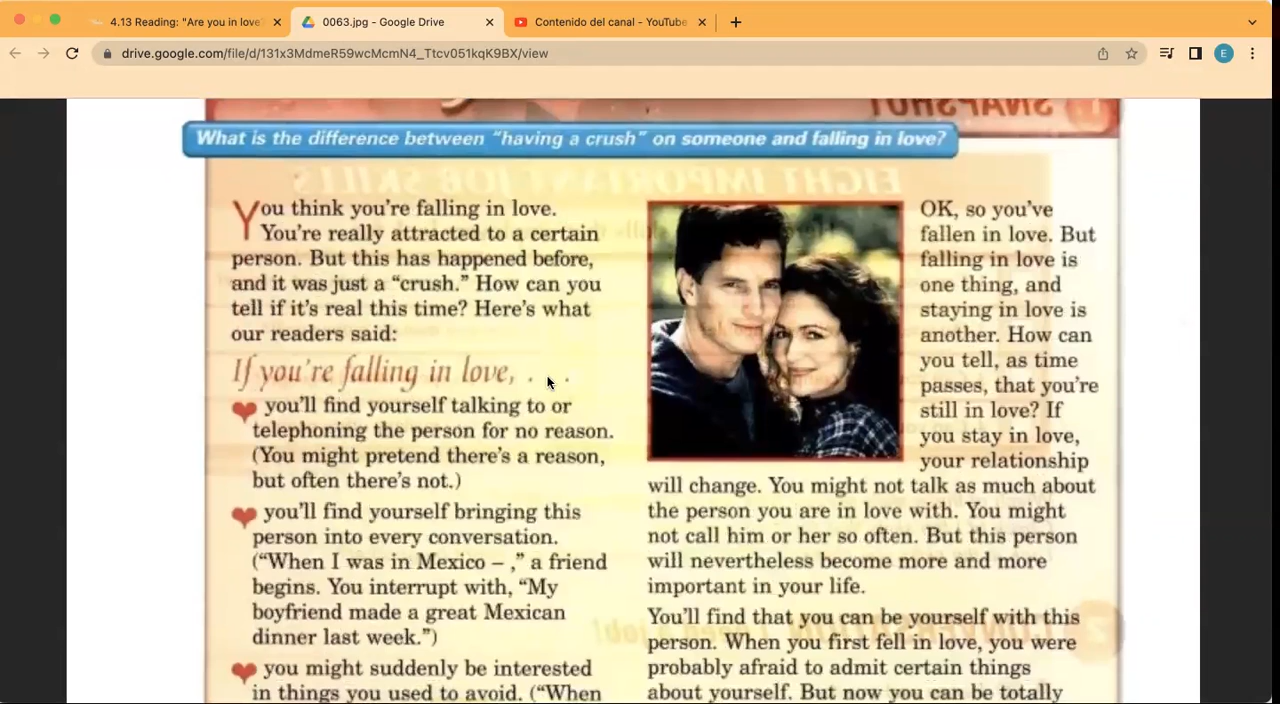 4.13 Reading: "Are you in love
0063.jpg - Google Drive
Contenido del canal - YouTube
drive.google.com/file/d/131x3MdmeR59wcMcmN4_Ttcv051kqK9BX/view
E
SNAPSHOT
What is the difference between "having a crush" on someone and falling in love?
EIGHT IMPORTANT JOB SKILLS
You think you're falling in love.
You're really attracted to a certain
person. But this has happened before,
and it was just a "crush." How can you
tell if it's real this time? Here's what
our readers said:
If you're falling in love, . . .
you'll find yourself talking to or
telephoning the person for no reason.
(You might pretend there's a reason,
but often there's not.)
you'll find yourself bringing this
person into every conversation.
("When I was in Mexico – ," a friend
begins. You interrupt with, "My
boyfriend made a great Mexican
dinner last week.")
you might suddenly be interested
in things you used to avoid. ("When
OK, so you've
fallen in love. But
falling in love is
one thing, and
staying in love is
another. How can
you tell, as time
passes, that you're
still in love? If
you stay in love,
your relationship
will change. You might not talk as much about
the person you are in love with. You might
not call him or her so often. But this person
will nevertheless become more and more
important in your life.
You'll find that you can be yourself with this
person. When you first fell in love, you were
probably afraid to admit certain things
about yourself. But now you can be totally